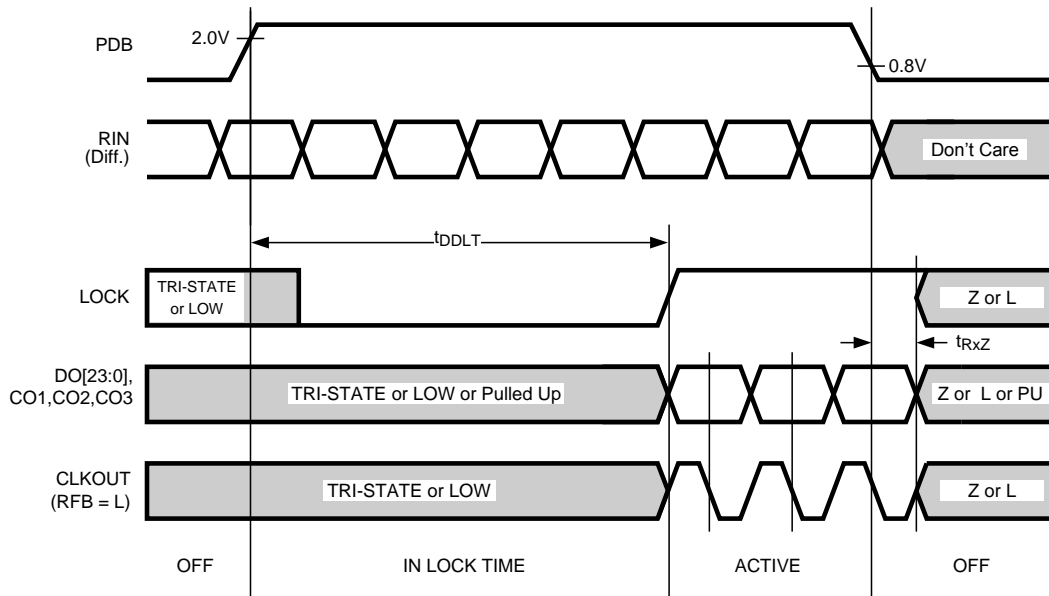 PDB
2.0V
0.8V
RIN
(Diff.)
Don't Care
tDDLT
LOCK
TRI-STATE
or LOW
Z or L
tRxZ
DO[23:0],
CO1,CO2,CO3
TRI-STATE or LOW or Pulled Up
Z or L or PU
CLKOUT
(RFB = L)
TRI-STATE or LOW
Z or L
OFF
IN LOCK TIME
ACTIVE
OFF